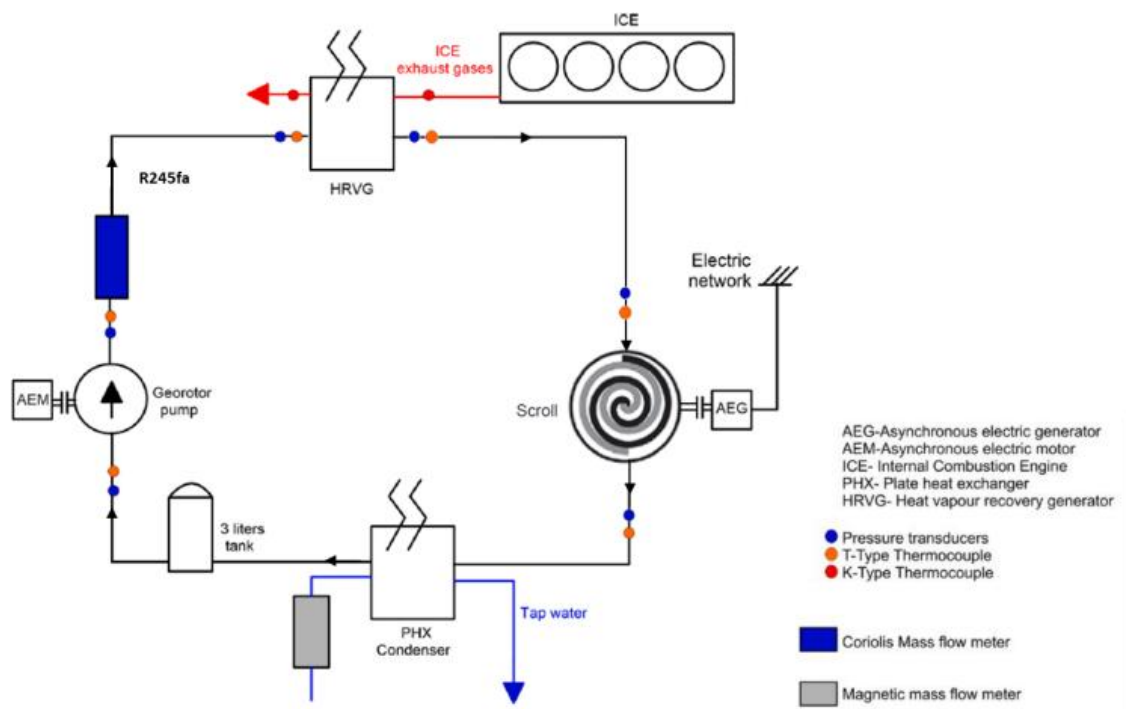 ICE
ICE
exhaust gases
HRVG
R245fa
Electric
network
AEM
Georotor
pump
Scroll
AEG
AEG-Asynchronous electric generator
AEM-Asynchronous electric motor
ICE- Internal Combustion Engine
PHX- Plate heat exchanger
HRVG- Heat vapour recovery generator
3 liters
tank
Pressure transducers
T-Type Thermocouple
K-Type Thermocouple
Tap water
PHX
Condenser
Coriolis Mass flow meter
Magnetic mass flow meter